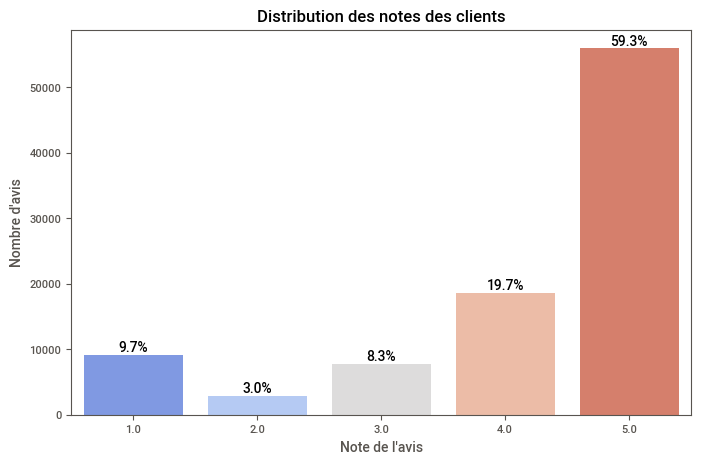 Distribution des notes des clients
59.3%
50000
40000
30000
20000
19.7%
10000
9.7%
8.3%
3.0%
0
Nombre d'avis
1.0 2.0 3.0 4.0 5.0
Note de l'avis